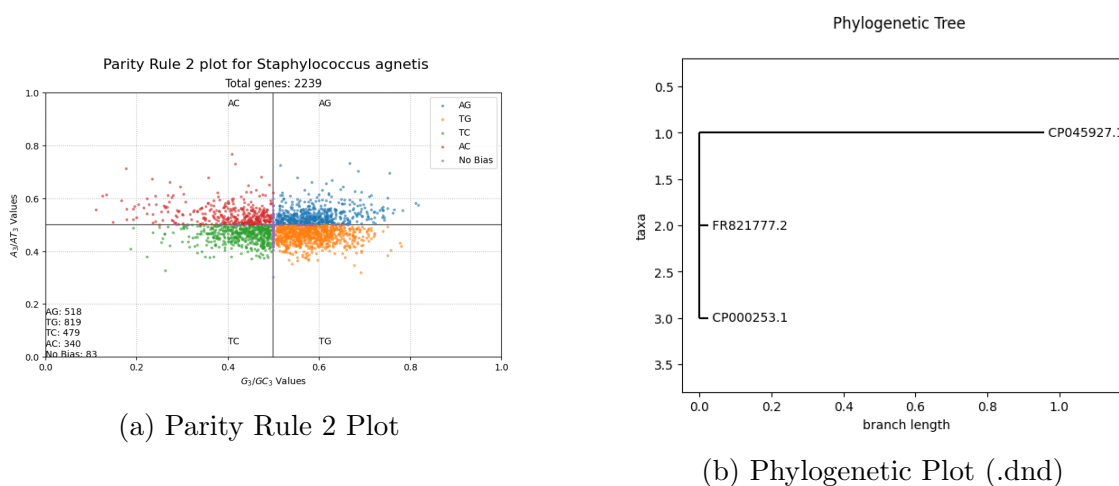 Parity Rule 2 plot for Staphylococcus agnetis
Total genes: 2239
1.0
0.8
0.6
0.4
0.2
0.0
A3/AT3 Values
AC
AG
AG
TG
TC
AC
No Bias
AG: 518
TG: 819
TC: 479
AC: 340
No Bias: 83
TC
TG
0.0 0.2 0.4 0.6 0.8 1.0
G3/GC3 Values
(a) Parity Rule 2 Plot
Phylogenetic Tree
0.5
1.0
1.5
2.0
2.5
3.0
3.5
taxa
CP045927.1
FR821777.2
CP000253.1
0.0 0.2 0.4 0.6 0.8 1.0
branch length
(b) Phylogenetic Plot (.dnd)